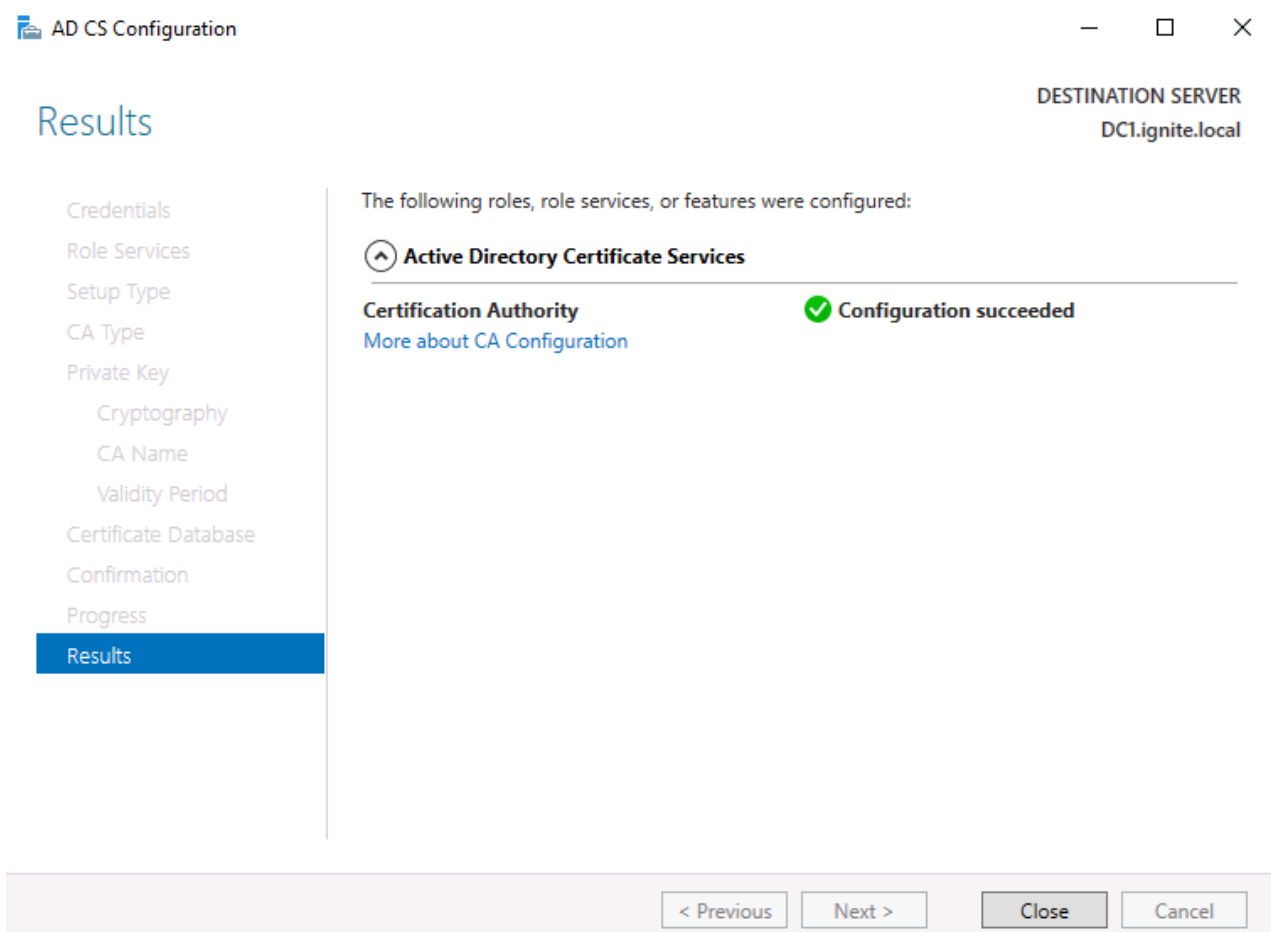 AD CS Configuration
Results
DESTINATION SERVER
DC1.ignite.local
Credentials
Role Services
Setup Type
CA Type
Private Key
Cryptography
CA Name
Validity Period
Certificate Database
Confirmation
Progress
Results
The following roles, role services, or features were configured:
Active Directory Certificate Services
Certification Authority
Configuration succeeded
More about CA Configuration
< Previous
Next >
Close
Cancel